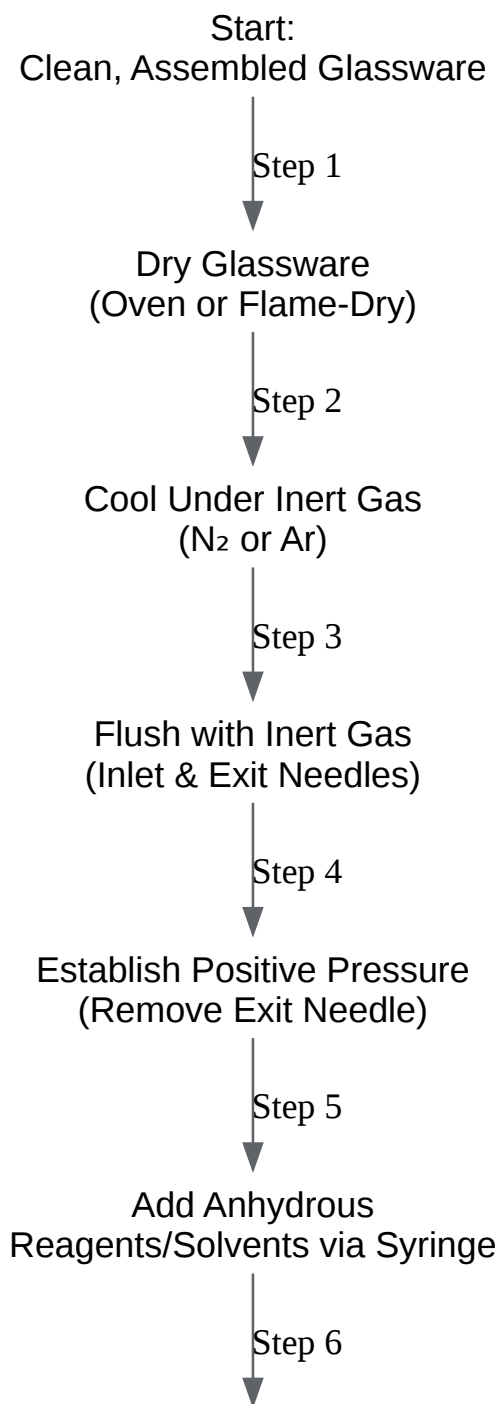 Start:
Clean, Assembled Glassware
Step 1
Dry Glassware
(Oven or Flame-Dry)
Step 2
Cool Under Inert Gas
(N₂ or Ar)
Step 3
Flush with Inert Gas
(Inlet & Exit Needles)
Step 4
Establish Positive Pressure
(Remove Exit Needle)
Step 5
Add Anhydrous
Reagents/Solvents via Syringe
Step 6